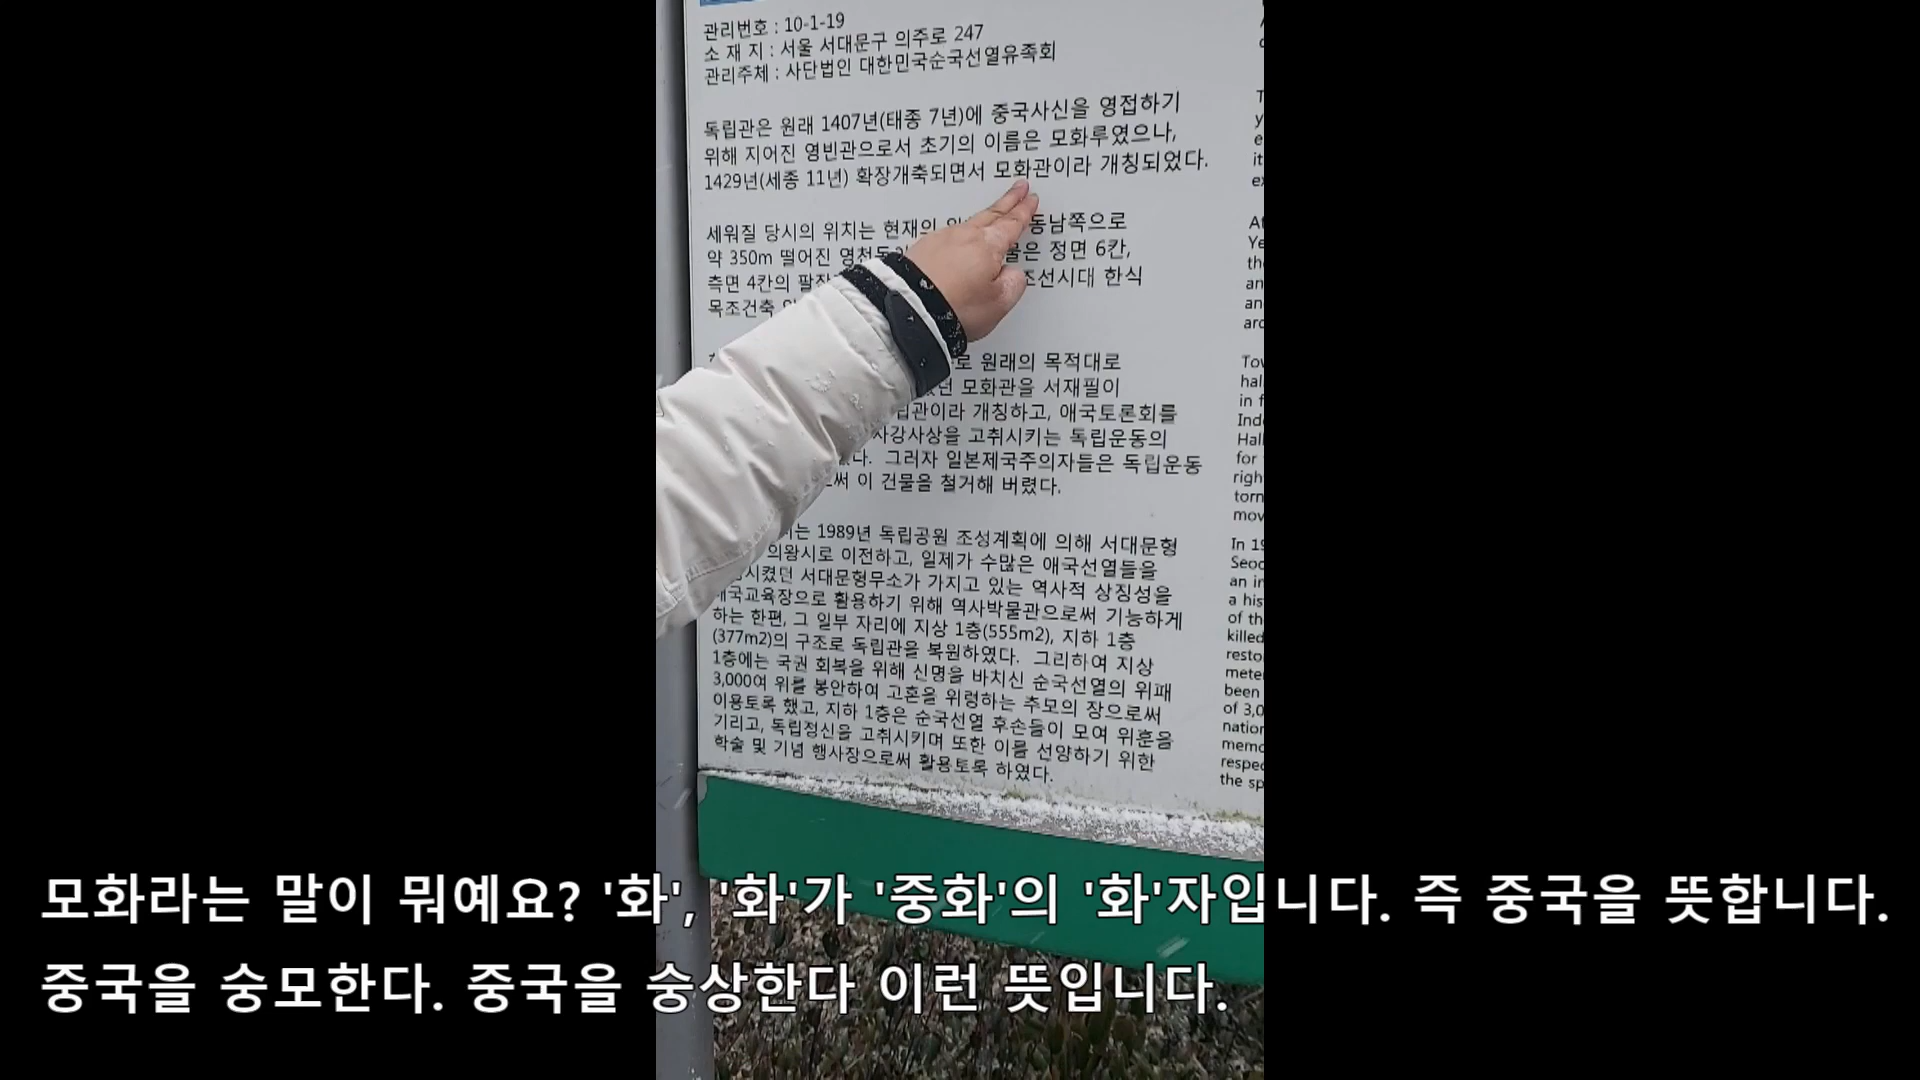 관리번호 : 10-1-19
소 재 지 : 서울 서대문구 의주로 247
관리주체 : 사단법인 대한민국순국선열유족회
독립관은 원래 1407년(태종 7년)에 중국사신을 영접하기
위해 지어진 영빈관으로서 초기의 이름은 모화루였으나,
1429년(세종 11년) 확장개축되면서 모화관이라 개칭되었다.
세워질 당시의 위치는 현재의 동남쪽으로
약 350m 떨어진 정면 6칸,
측면 4칸의 조선시대 한식
목조건축
원래의 목적대로
모화관을 서재필이
개칭하고, 애국토론회를
고취시키는 독립운동의
그러자 일본제국주의자들은 독립운동
이 건물을 철거해 버렸다.
1989년 독립공원 조성계획에 의해 서대문형
의왕시로 이전하고, 일제가 수많은 애국선열들을
서대문형무소가 가지고 있는 역사적 상징성을
활용하기 위해 역사박물관으로써 기능하게
하는 한편, 그 일부 자리에 지상 1층(555m2), 지하 1층
(377m2)의 구조로 독립관을 복원하였다. 그리하여 지상
1층에는 국권 회복을 위해 신명을 바치신 순국선열의 위패
3,000여 위를 봉안하여 고혼을 위령하는 추모의 장으로써
이용토록 했고, 지하 1층은 순국선열 후손들이 모여 위훈을
기리고, 독립정신을 고취시키며 또한 이를 선양하기 위한
학술 및 기념 행사장으로써 활용토록 하였다.
모화라는 말이 뭐예요? '화', '화'가 '중화'의 '화'자입니다. 즉 중국을 뜻합니다.
중국을 숭모한다. 중국을 숭상한다 이런 뜻입니다.